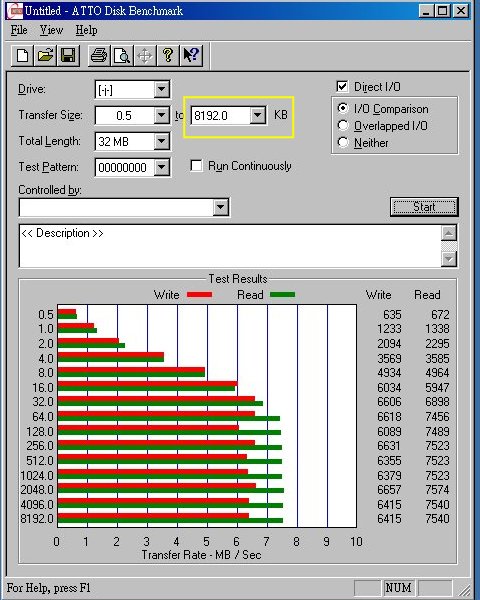 Untitled - ATTO Disk Benchmark
File View Help
Drive: [-j-]
Direct I/O
Transfer Size: 0.5 to 8192.0 KB
I/O Comparison
Total Length: 32 MB
Overlapped I/O
Neither
Test Pattern: 00000000
Run Continuously
Controlled by:
Start
<< Description >>
Test Results
Write Read Write Read
0.5 635 672
1.0 1233 1338
2.0 2094 2295
4.0 3569 3585
8.0 4934 4964
16.0 6034 5947
32.0 6606 6898
64.0 6618 7456
128.0 6089 7489
256.0 6631 7523
512.0 6355 7523
1024.0 6379 7523
2048.0 6657 7574
4096.0 6415 7540
8192.0 6415 7540
0 1 2 3 4 5 6 7 8 9 10
Transfer Rate - MB / Sec
For Help, press F1
NUM